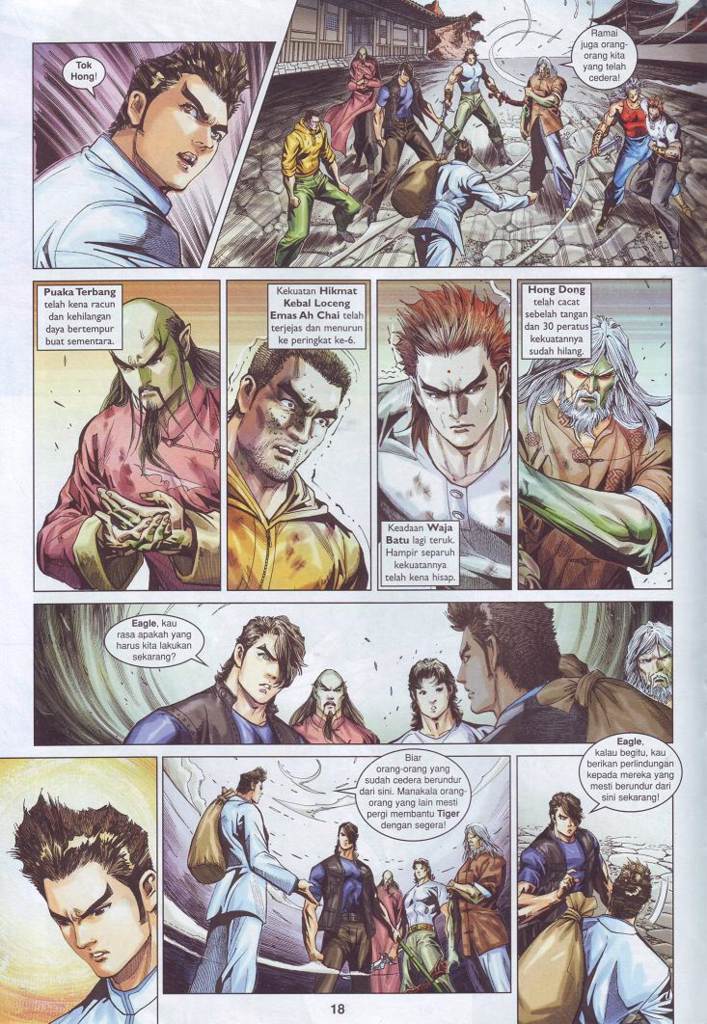 Tok
Hong!
Ramai
juga orang-
orang kita
yang telah
cedera!
Puaka Terbang
telah kena racun
dan kehilangan
daya bertempur
buat sementara.
Kekuatan Hikmat
Kebal Loceng
Emas Ah Chai telah
terjejas dan menurun
ke peringkat ke-6.
Keadaan Waja
Batu lagi teruk.
Hampir separuh
kekuatannya
telah kena hisap.
Hong Dong
telah cacat
sebelah tangan
dan 30 peratus
kekuatannya
sudah hilang.
Eagle, kau
rasa apakah yang
harus kita lakukan
sekarang?
Biar
orang-orang yang
sudah cedera berundur
dari sini. Manakala orang-
orang yang lain mesti
pergi membantu Tiger
dengan segera!
Eagle,
kalau begitu, kau
berikan perlindungan
kepada mereka yang
mesti berundur dari
sini sekarang!
18